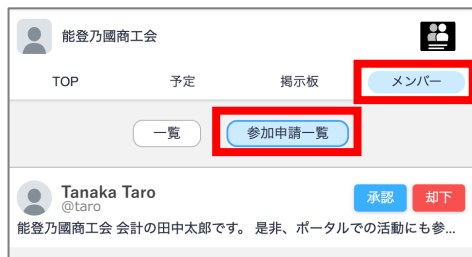 能登乃國商工会
TOP 予定 掲示板 メンバー
一覧 参加申請一覧
Tanaka Taro
@taro
承認 却下
能登乃國商工会 会計の田中太郎です。 是非、ポータルでの活動にも参...